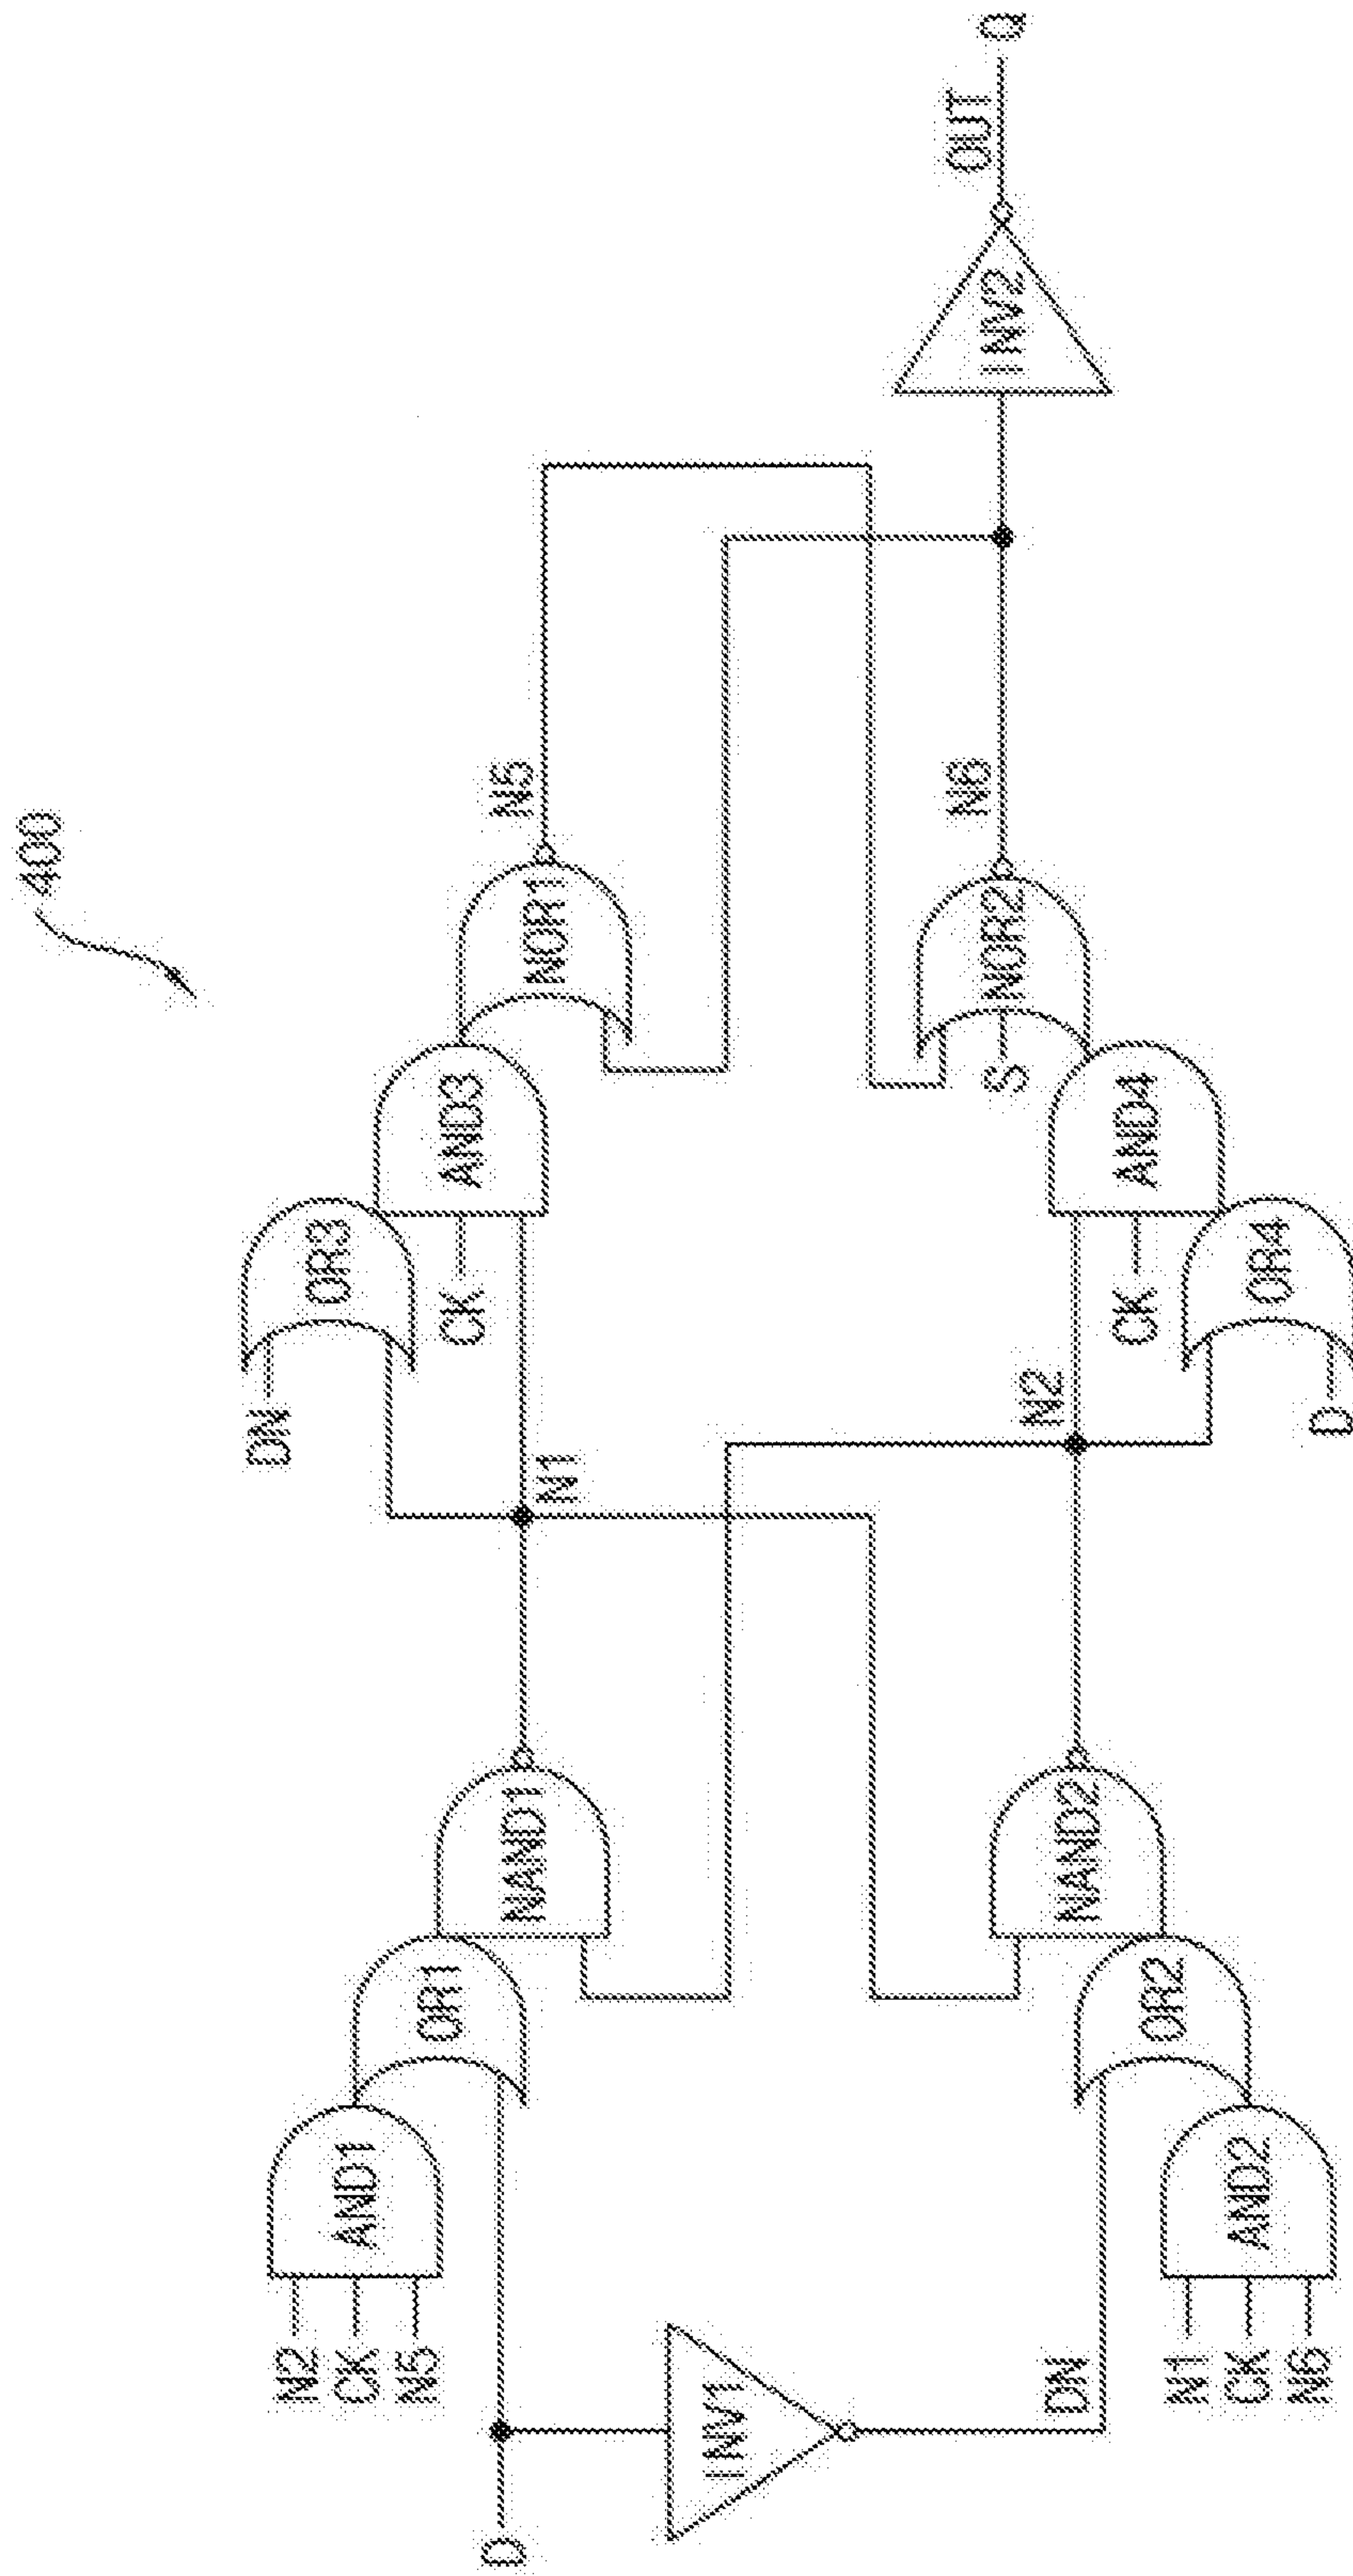 400
DN
OR3
CK
AND3
N1
NOR1
N5
N2
CK
N5
AND1
OR1
NAND1
D
INV1
DN
N1
CK
N6
AND2
OR2
NAND2
N2
CK
AND4
D
OR4
S
NOR2
N6
INV2
OUT
Q